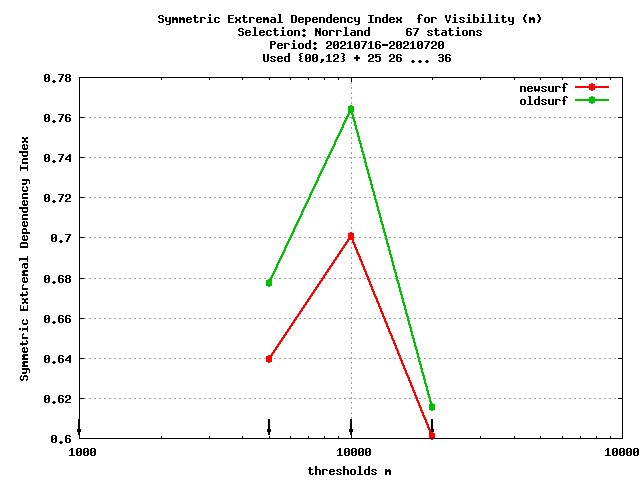 Symmetric Extremal Dependency Index for Visibility (m)
Selection: Norrland 67 stations
Period: 20210716-20210720
Used {00,12} + 25 26 ... 36
newsurf
oldsurf
0.78
0.76
0.74
0.72
0.7
0.68
0.66
0.64
0.62
0.6
Symmetric Extremal Dependency Index
1000
10000
10000
thresholds m